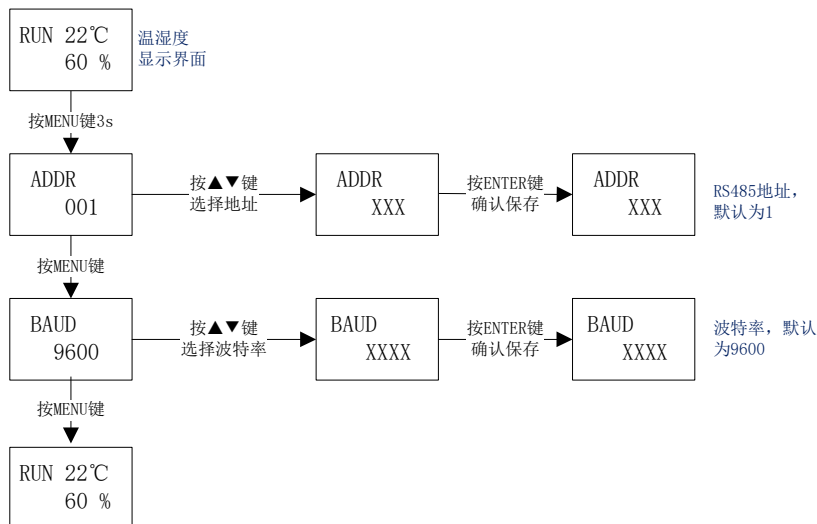 RUN 22℃
60 %
温湿度
显示界面
按MENU键3s
ADDR
001
按▲▼键
选择地址
ADDR
XXX
按ENTER键
确认保存
ADDR
XXX
RS485地址，
默认为1
按MENU键
BAUD
9600
按▲▼键
选择波特率
BAUD
XXXX
按ENTER键
确认保存
BAUD
XXXX
波特率，默认
为9600
按MENU键
RUN 22℃
60 %